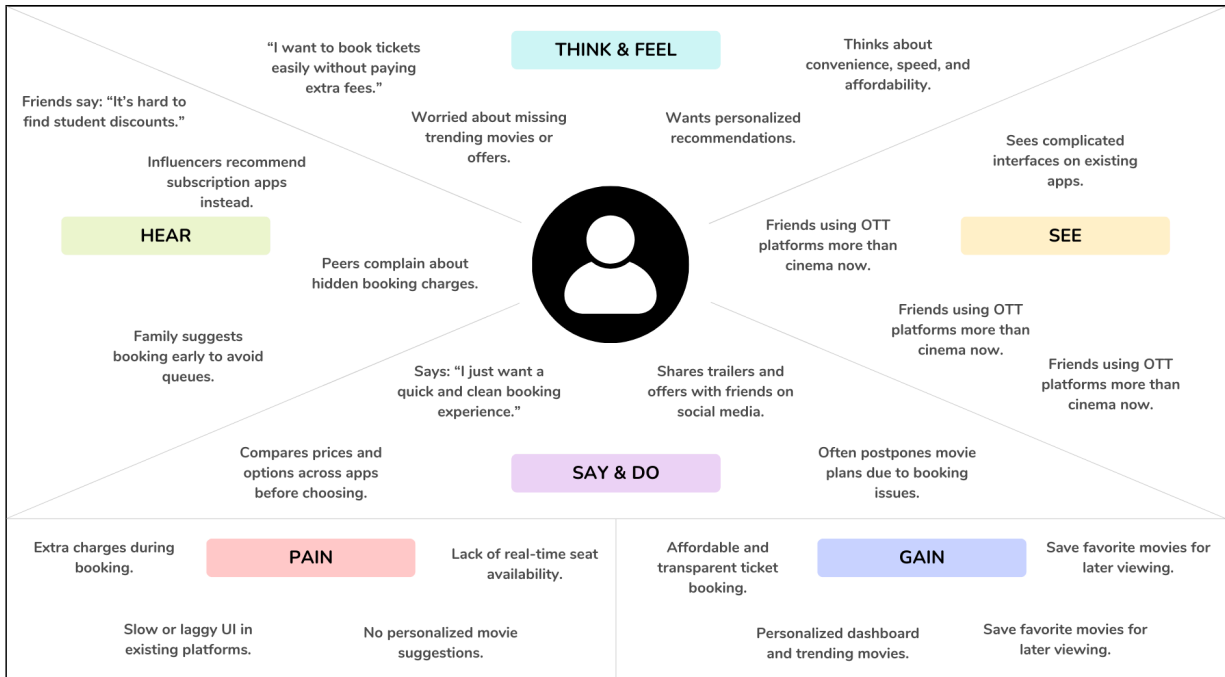 THINK & FEEL
“I want to book tickets
easily without paying
extra fees.”
Worried about missing
trending movies or
offers.
Wants personalized
recommendations.
Thinks about
convenience, speed, and
affordability.
Friends say: “It’s hard to
find student discounts.”
Influencers recommend
subscription apps
instead.
HEAR
Peers complain about
hidden booking charges.
Family suggests
booking early to avoid
queues.
Sees complicated
interfaces on existing
apps.
SEE
Friends using OTT
platforms more than
cinema now.
Friends using OTT
platforms more than
cinema now.
Friends using OTT
platforms more than
cinema now.
Says: “I just want a
quick and clean booking
experience.”
Shares trailers and
offers with friends on
social media.
Compares prices and
options across apps
before choosing.
SAY & DO
Often postpones movie
plans due to booking
issues.
Extra charges during
booking.
PAIN
Lack of real-time seat
availability.
Slow or laggy UI in
existing platforms.
No personalized movie
suggestions.
Affordable and
transparent ticket
booking.
GAIN
Save favorite movies for
later viewing.
Personalized dashboard
and trending movies.
Save favorite movies for
later viewing.